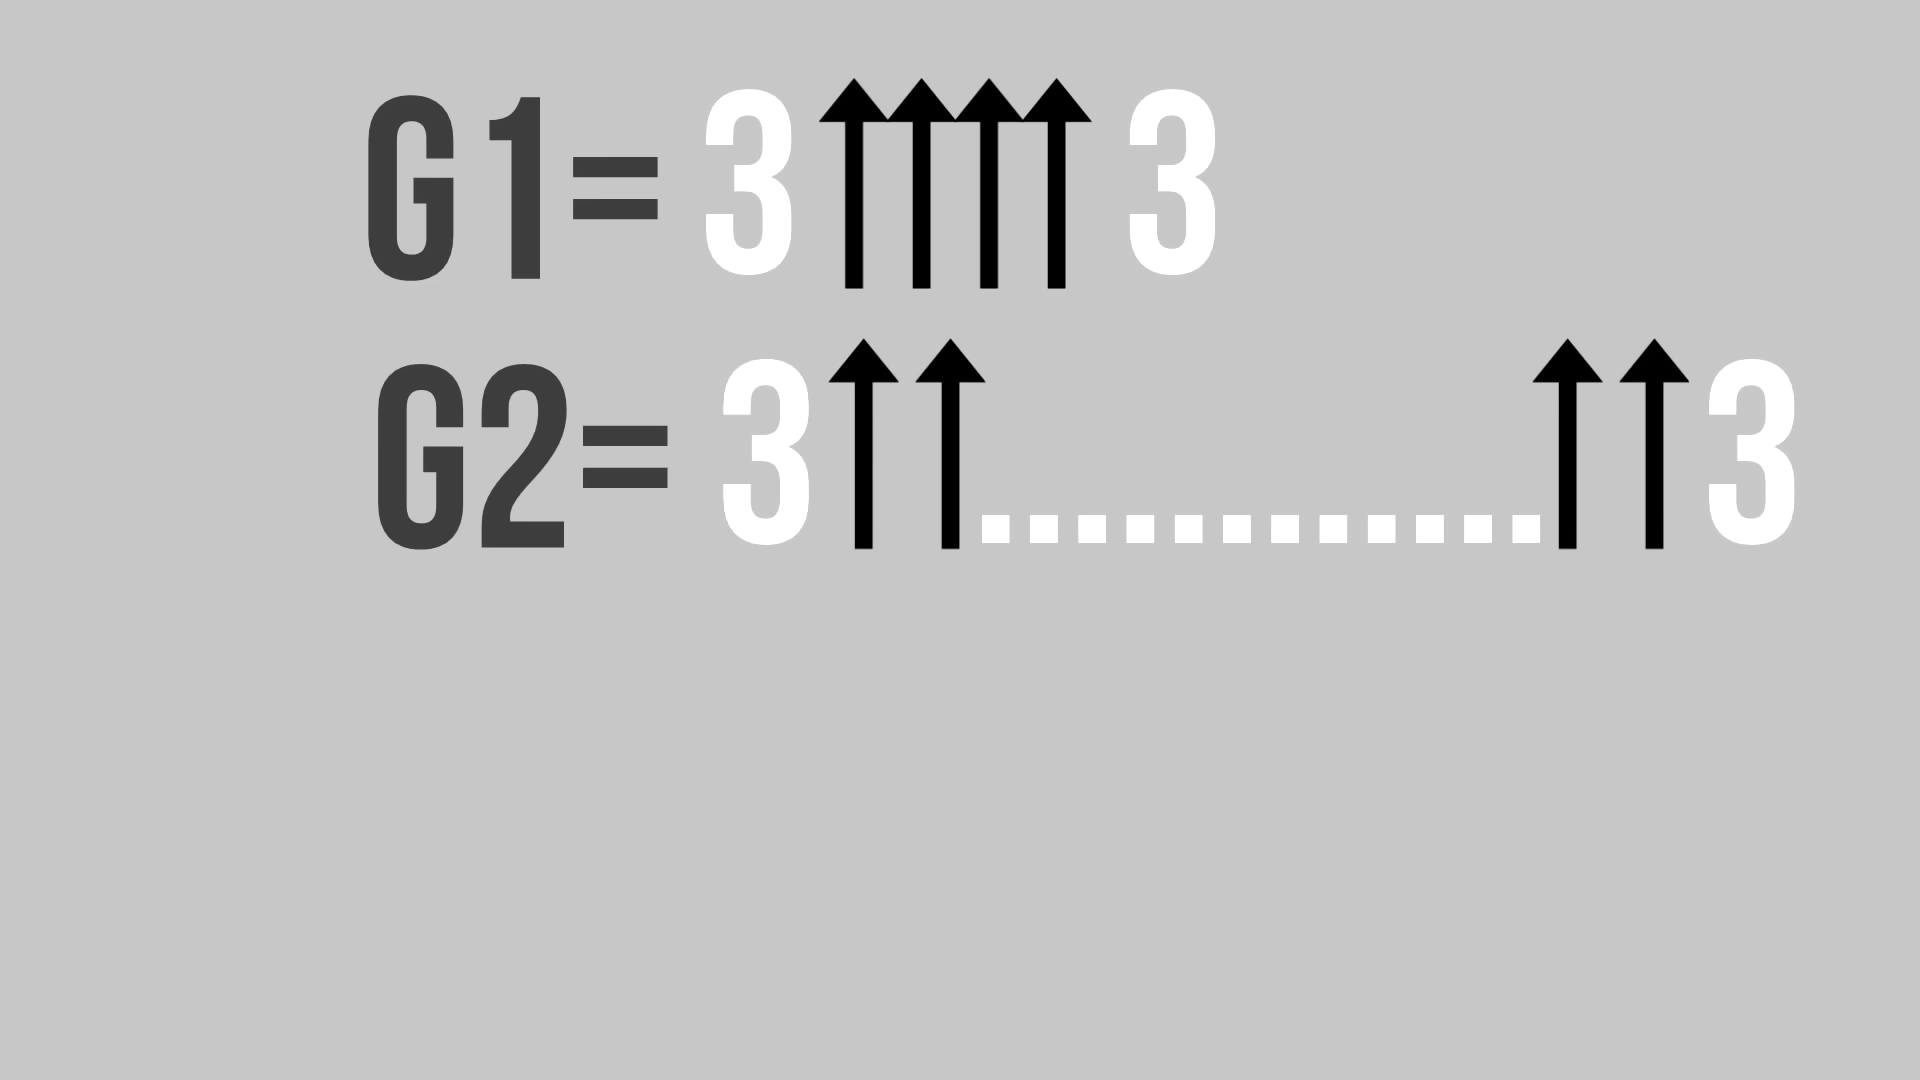 G1= 3↑↑↑↑ 3
G2= 3↑↑............↑↑3